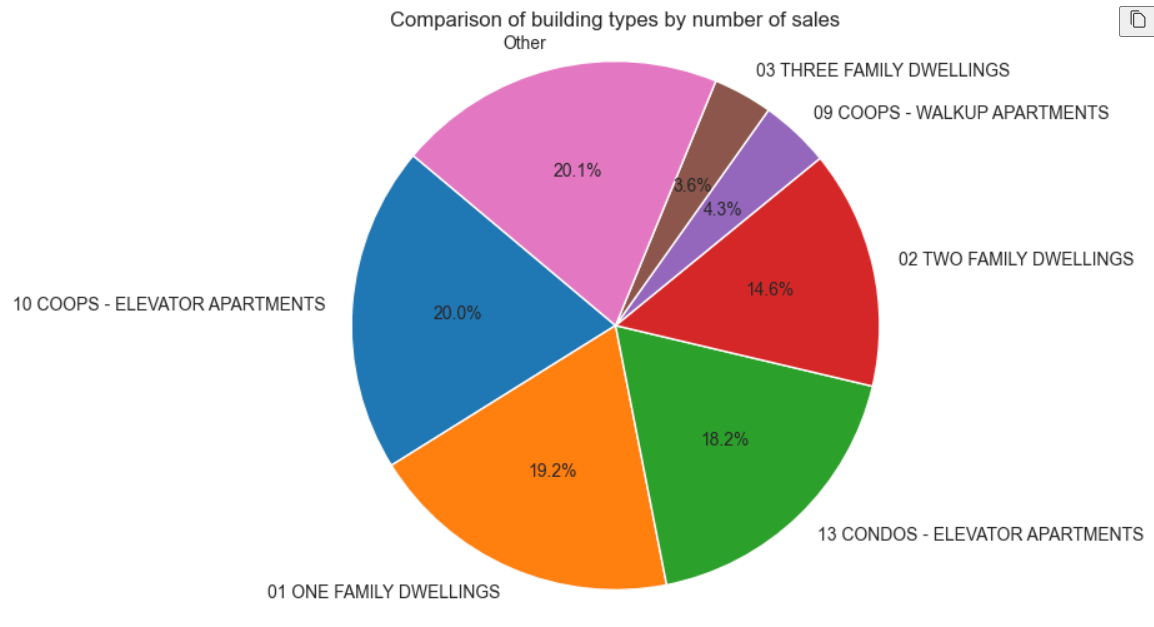 Comparison of building types by number of sales
Other
03 THREE FAMILY DWELLINGS
09 COOPS - WALKUP APARTMENTS
20.1%
3.6%
4.3%
02 TWO FAMILY DWELLINGS
14.6%
10 COOPS - ELEVATOR APARTMENTS
20.0%
18.2%
19.2%
13 CONDOS - ELEVATOR APARTMENTS
01 ONE FAMILY DWELLINGS